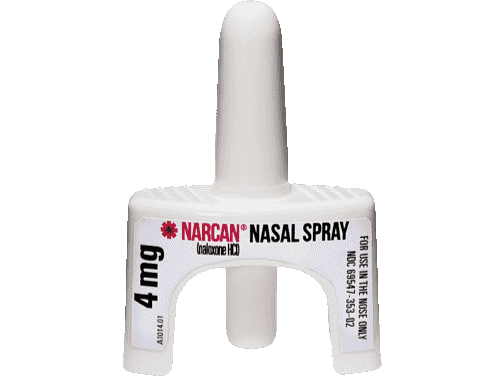 NARCAN® NASAL SPRAY
(naloxone HCl)
4 mg
A1014.01
FOR USE IN THE NOSE ONLY
NDC 69547-353-02